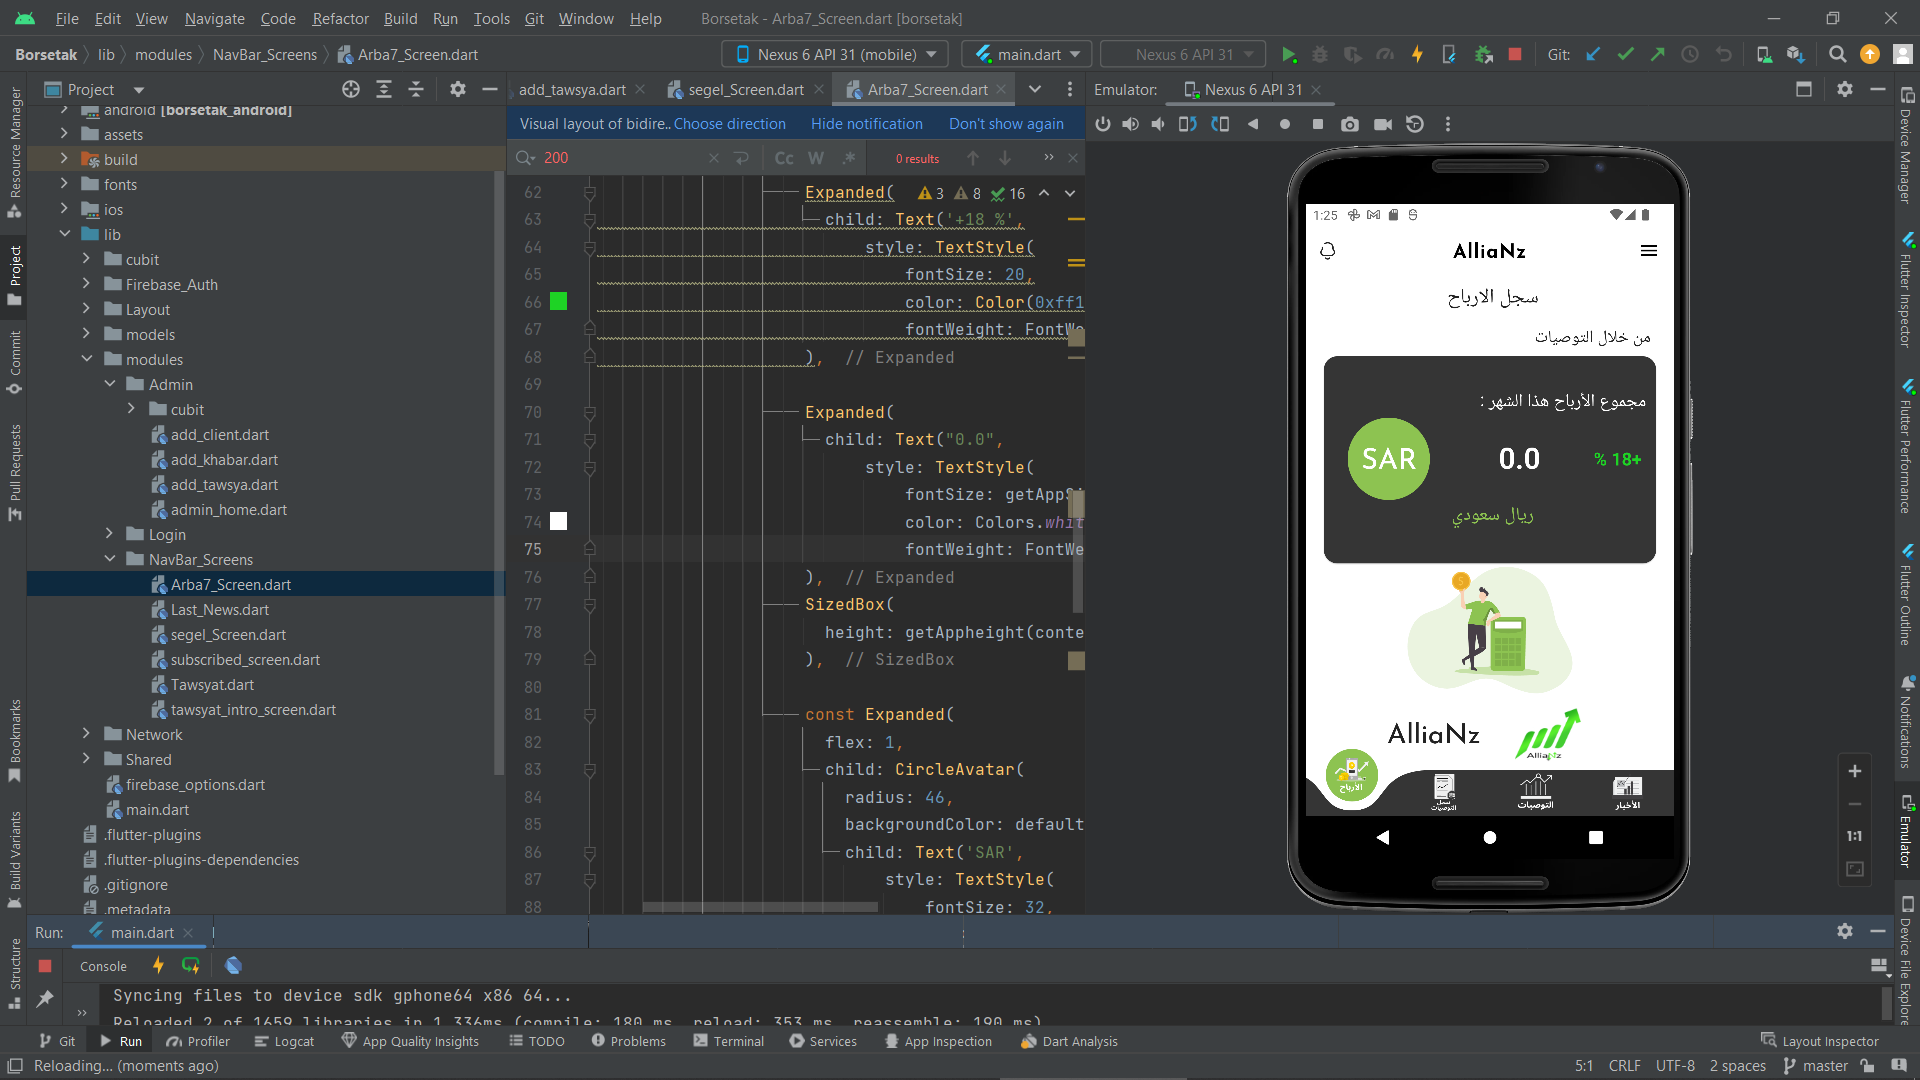 File Edit View Navigate Code Refactor Build Run Tools Git Window Help Borsetak - Arba7_Screen.dart [borsetak]
Borsetak lib modules NavBar_Screens Arba7_Screen.dart Nexus 6 API 31 (mobile) main.dart Nexus 6 API 31 Git:
Project
add_tawsya.dart segel_Screen.dart Arba7_Screen.dart
Emulator: Nexus 6 API 31
Visual layout of bidire.. Choose direction Hide notification Don't show again
200 Cc W .* 0 results
android [borsetak_android]
assets
build
fonts
ios
lib
cubit
Firebase_Auth
Layout
models
modules
Admin
cubit
add_client.dart
add_khabar.dart
add_tawsya.dart
admin_home.dart
Login
NavBar_Screens
Arba7_Screen.dart
Last_News.dart
segel_Screen.dart
subscribed_screen.dart
Tawsyat.dart
tawsyat_intro_screen.dart
Network
Shared
firebase_options.dart
main.dart
.flutter-plugins
.flutter-plugins-dependencies
.gitignore
.metadata
3 8 16
62 Expanded(
63 child: Text('+18 %',
64 style: TextStyle(
65 fontSize: 20,
66 color: Color(0xff1
67 fontWeight: FontWe
68 ), // Expanded
69
70 Expanded(
71 child: Text("0.0",
72 style: TextStyle(
73 fontSize: getAppSi
74 color: Colors.whit
75 fontWeight: FontWe
76 ), // Expanded
77 SizedBox(
78 height: getAppheight(conte
79 ), // SizedBox
80
81 const Expanded(
82 flex: 1,
83 child: CircleAvatar(
84 radius: 46,
85 backgroundColor: default
86 child: Text('SAR',
87 style: TextStyle(
88 fontSize: 32,
1:25
AlliaNz
سجل الارباح
من خلال التوصيات
مجموع الأرباح هذا الشهر :
SAR 0.0 % 18+
ريال سعودي
AlliaNz
AlliaNz
الأرباح
سجل التوصيات
التوصيات
الأخبار
1:1
Resource Manager
Project
Commit
Pull Requests
Bookmarks
Build Variants
Structure
Device Manager
Flutter Inspector
Flutter Performance
Flutter Outline
Notifications
Emulator
Device File Explore
Run: main.dart
Console
Syncing files to device sdk gphone64 x86 64...
Reloaded 2 of 1659 libraries in 1,336ms (compile: 180 ms, reload: 353 ms, reassemble: 190 ms)
Git Run Profiler Logcat App Quality Insights TODO Problems Terminal Services App Inspection Dart Analysis Layout Inspector
Reloading... (moments ago) 5:1 CRLF UTF-8 2 spaces master